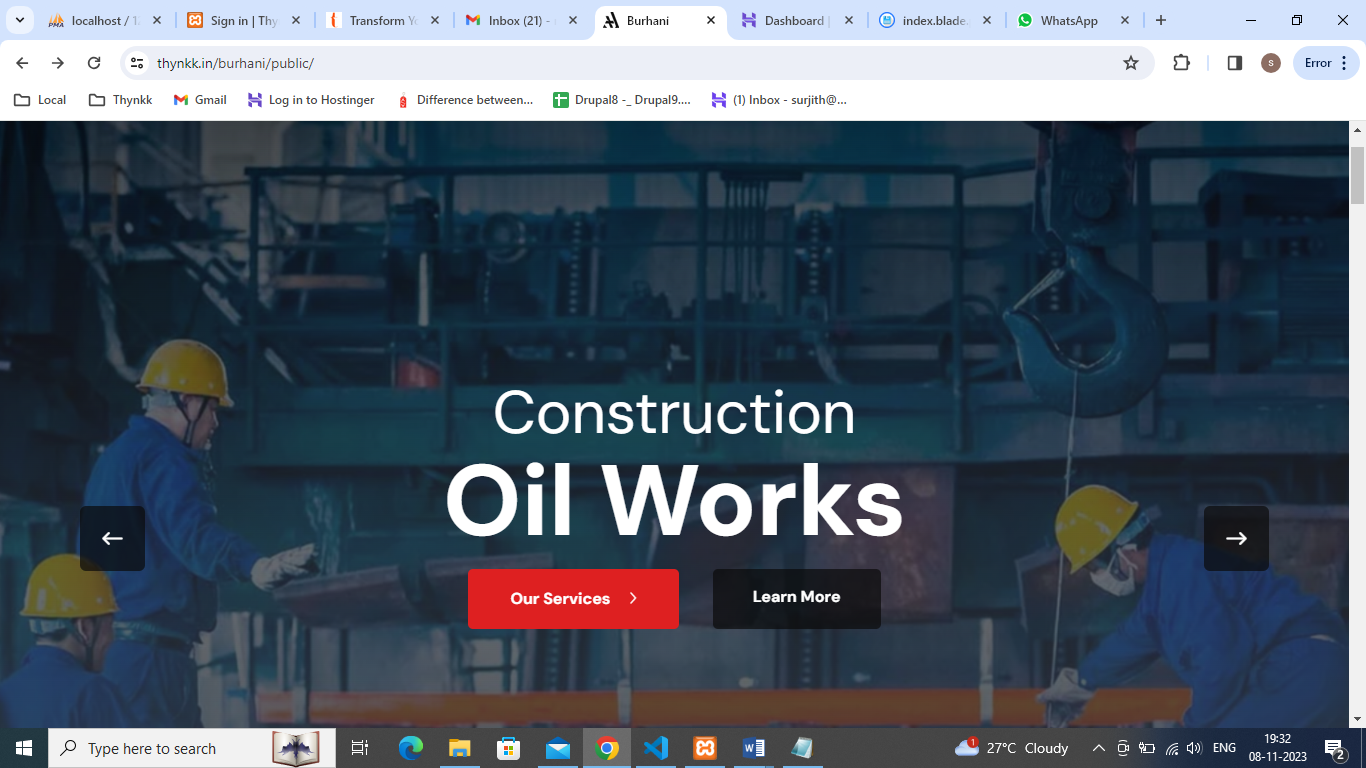 localhost / 1
Sign in | Thy
Transform Yo
Inbox (21) -
Burhani
Dashboard |
index.blade.
WhatsApp
thynkk.in/burhani/public/
S
Error
Local
Thynkk
Gmail
Log in to Hostinger
Difference between...
Drupal8 -_ Drupal9....
(1) Inbox - surjith@...
Construction
Oil Works
Our Services
Learn More
Type here to search
1
27°C Cloudy
ENG
19:32
08-11-2023
2